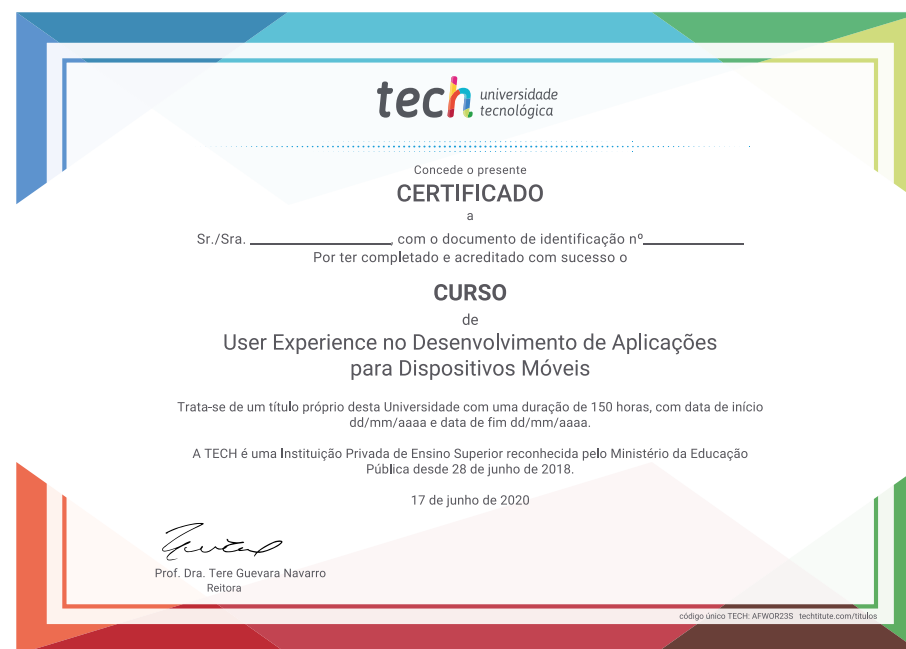 tech universidade
tecnológica
Concede o presente
CERTIFICADO
a
Sr./Sra. ________________, com o documento de identificação nº____________
Por ter completado e acreditado com sucesso o
CURSO
de
User Experience no Desenvolvimento de Aplicações
para Dispositivos Móveis
Trata-se de um título próprio desta Universidade com uma duração de 150 horas, com data de início
dd/mm/aaaa e data de fim dd/mm/aaaa.
A TECH é uma Instituição Privada de Ensino Superior reconhecida pelo Ministério da Educação
Pública desde 28 de junho de 2018.
17 de junho de 2020
Prof. Dra. Tere Guevara Navarro
Reitora
código único TECH: AFWOR23S techtitute.com/titulos